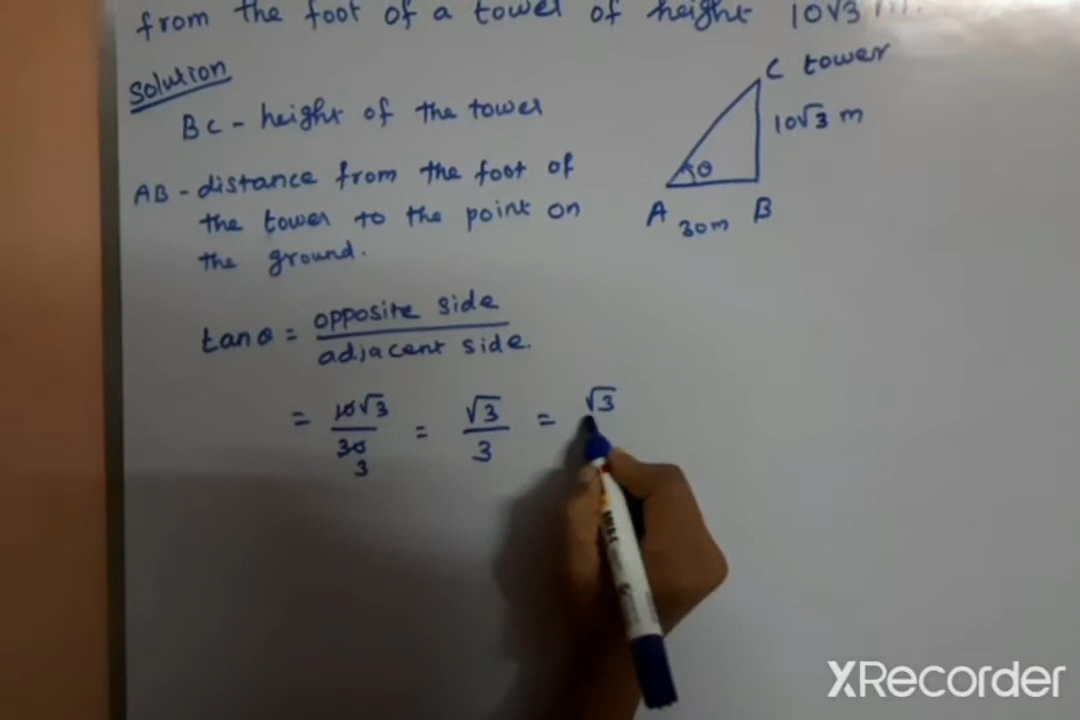 from the foot of a tower of height 10√3 m.
Solution
BC - height of the tower
AB - distance from the foot of
the tower to the point on
the ground.
C tower
10√3 m
θ
A
B
30m
tanθ = opposite side / adjacent side.
= 10√3 / 30 = √3 / 3 = √3
3
XRecorder